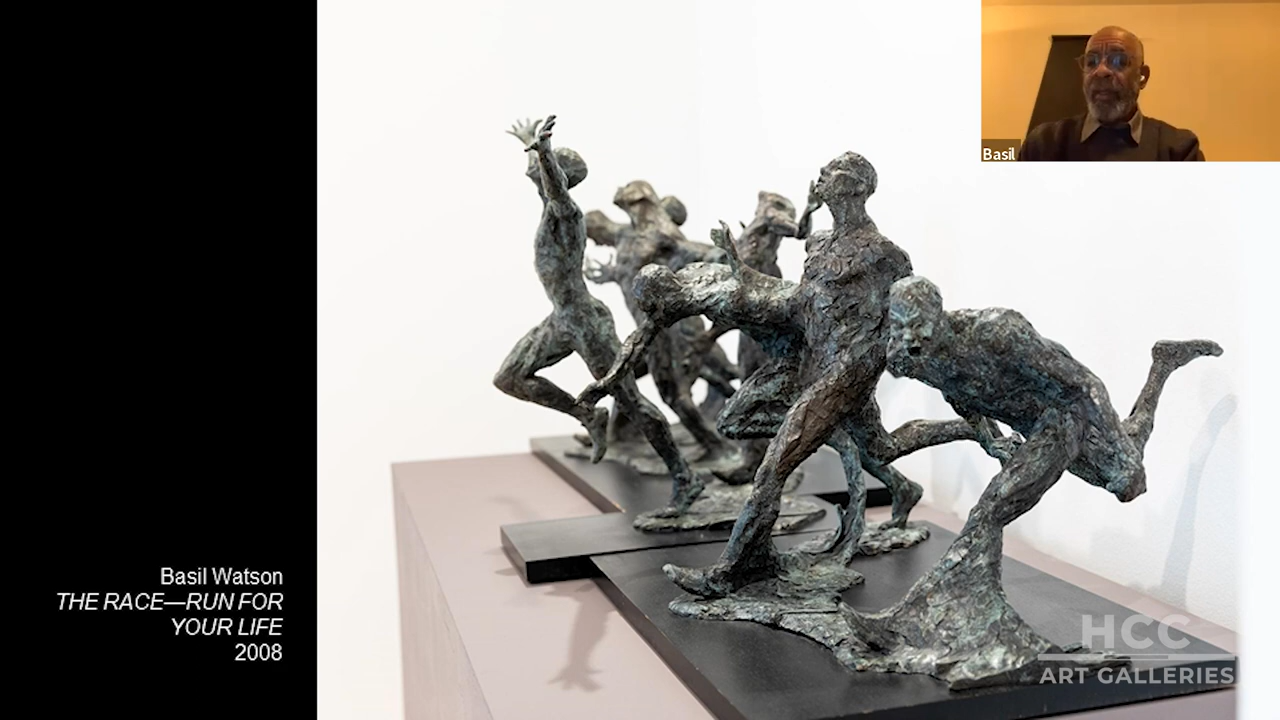 Basil
Basil Watson
THE RACE—RUN FOR
YOUR LIFE
2008
HCC
ART GALLERIES